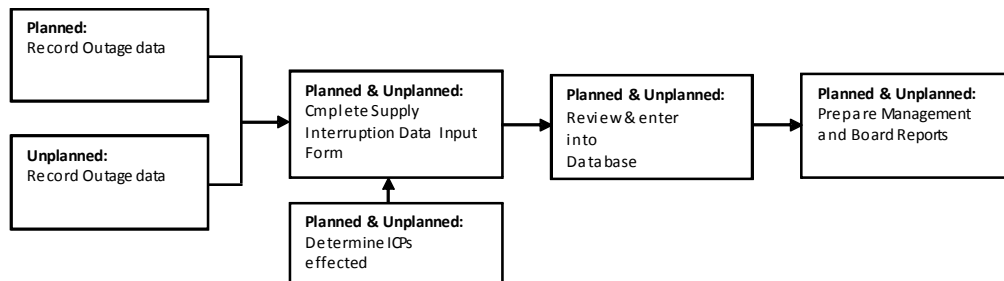 Planned:
Record Outage data
Unplanned:
Record Outage data
Planned & Unplanned:
Cmplete Supply
Interruption Data Input
Form
Planned & Unplanned:
Determine ICPs
effected
Planned & Unplanned:
Review & enter
into
Database
Planned & Unplanned:
Prepare Management
and Board Reports